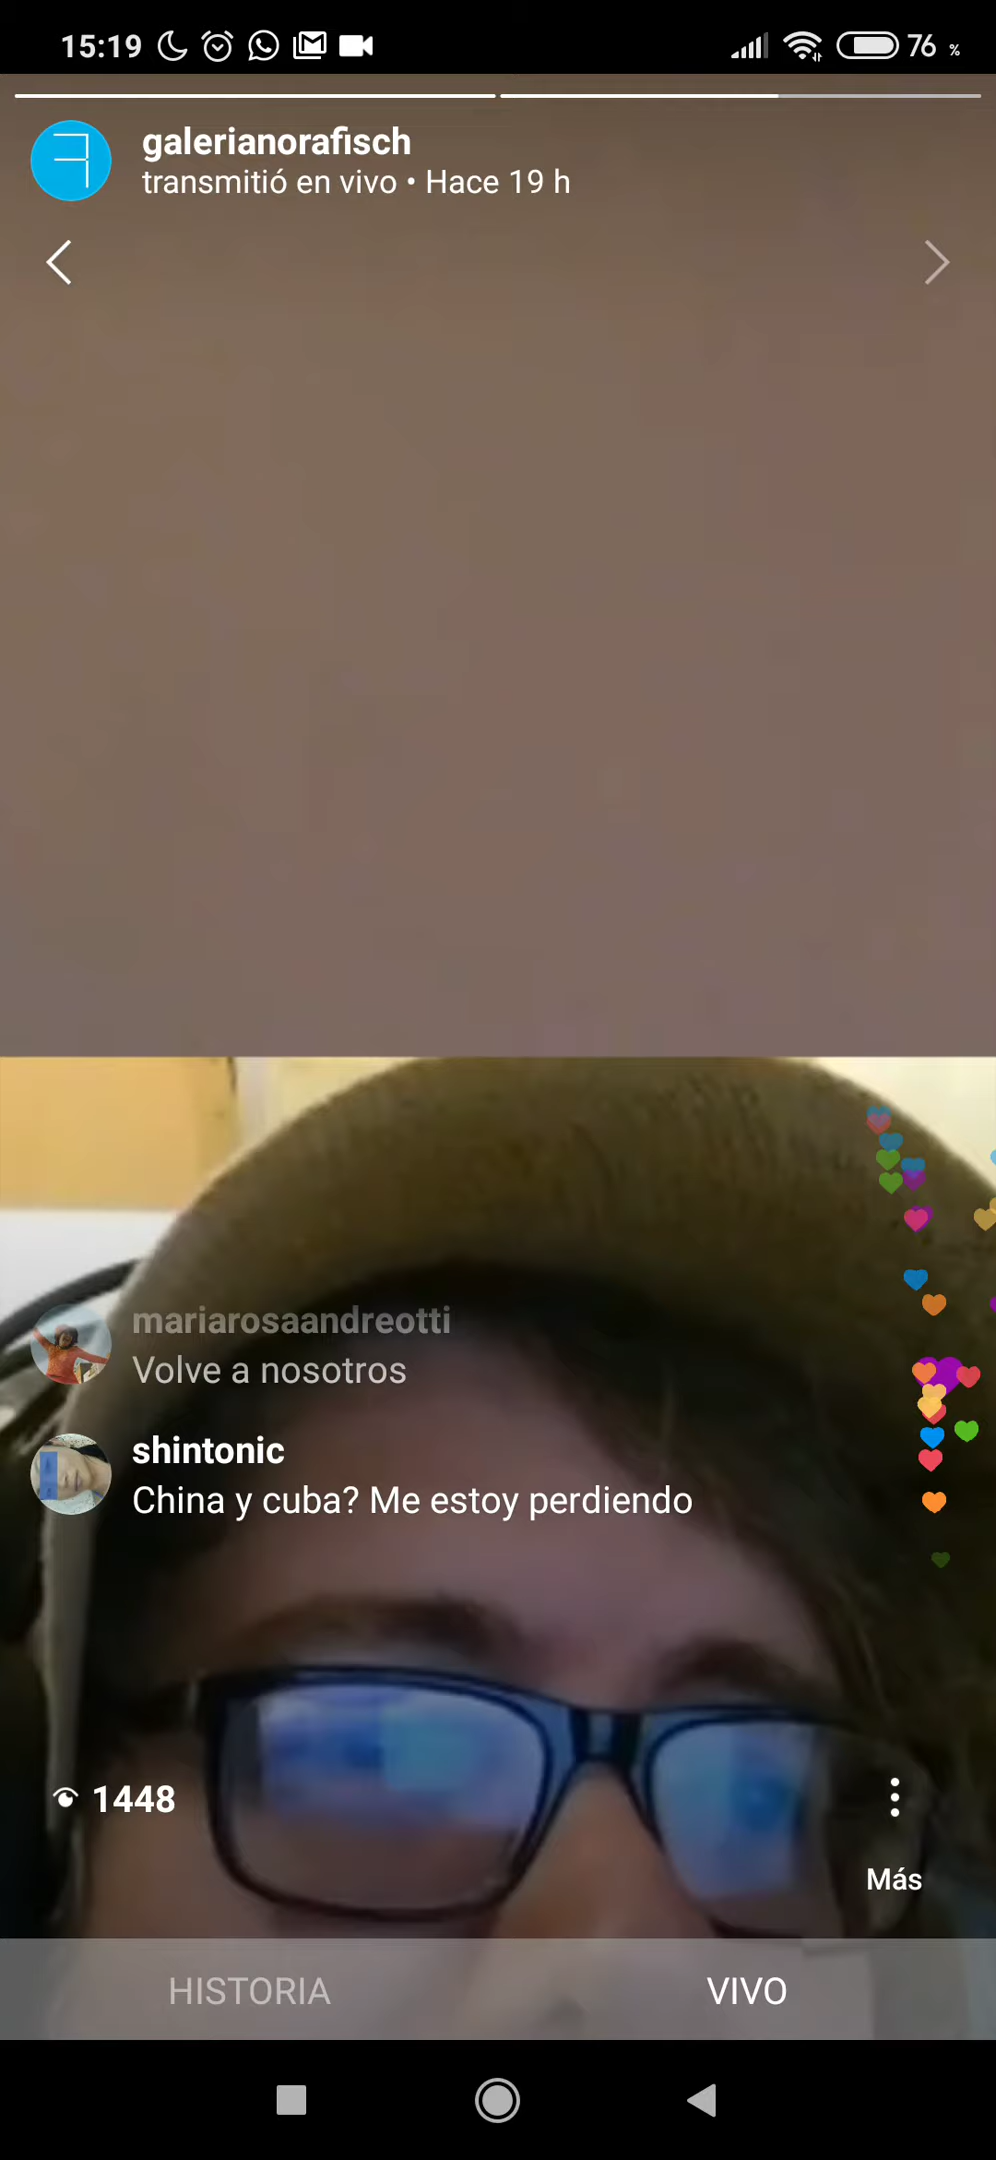 15:19
76 %
galerianorafisch
transmitió en vivo • Hace 19 h
mariarosaandreotti
Volve a nosotros
shintonic
China y cuba? Me estoy perdiendo
1448
Más
HISTORIA
VIVO